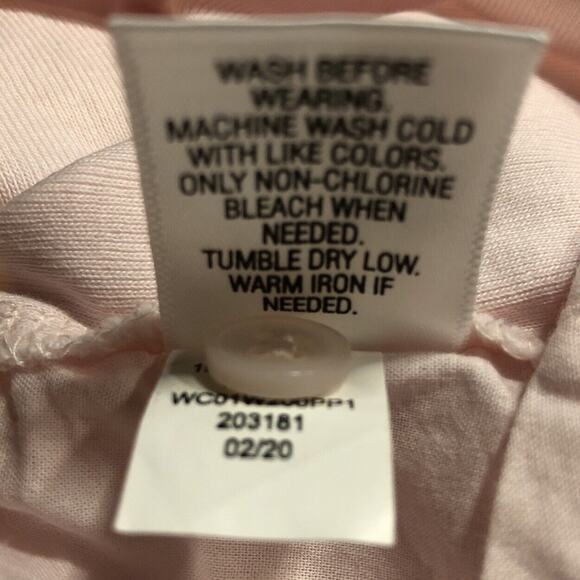 WASH BEFORE
WEARING.
MACHINE WASH COLD
WITH LIKE COLORS.
ONLY NON-CHLORINE
BLEACH WHEN
NEEDED.
TUMBLE DRY LOW.
WARM IRON IF
NEEDED.
203181
02/20